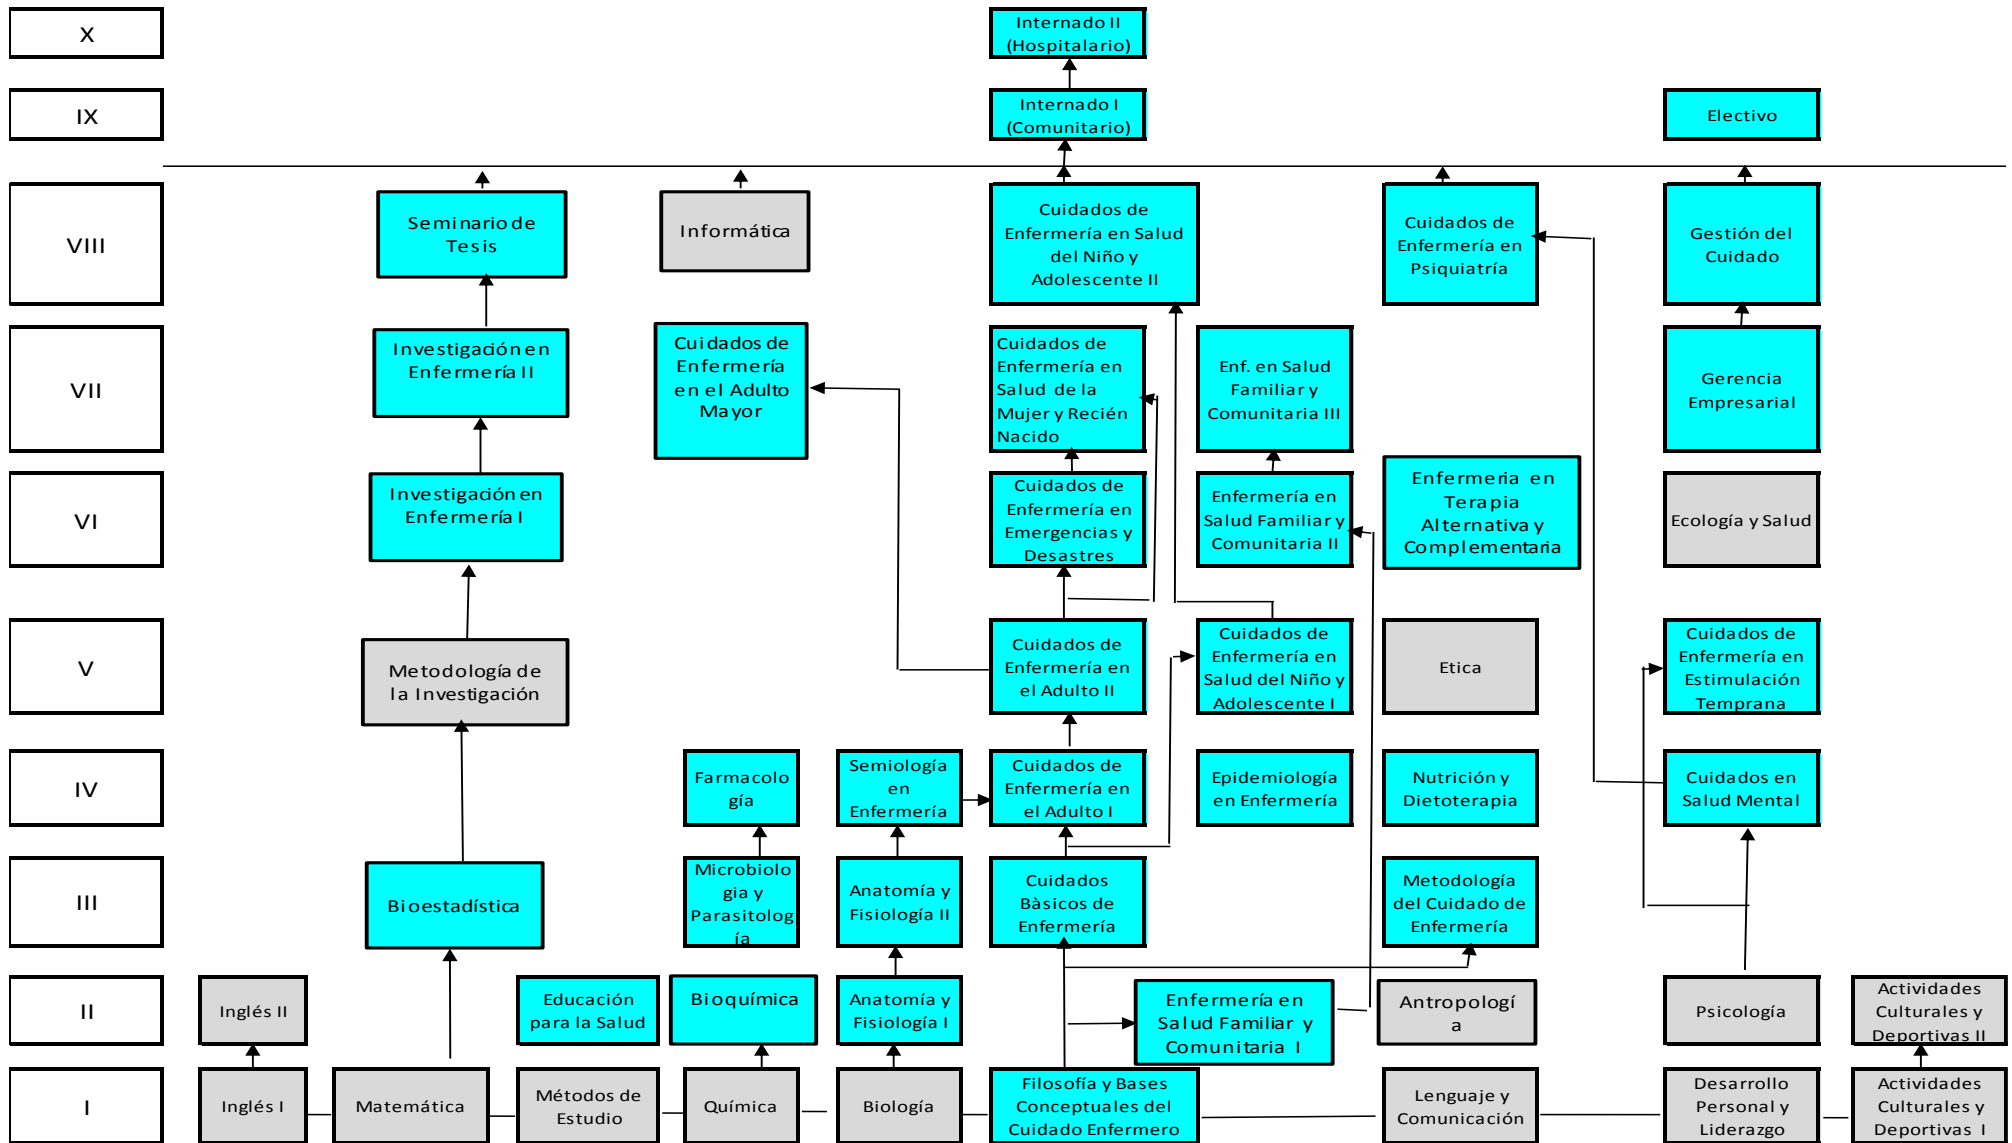 X
Internado II
(Hospitalario)
IX
Internado I
(Comunitario)
Electivo
VIII
Seminario de
Tesis
Informática
Cuidados de
Enfermería en Salud
del Niño y
Adolescente II
Cuidados de
Enfermería en
Psiquiatría
Gestión del
Cuidado
VII
Investigación en
Enfermería II
Cuidados de
Enfermería
en el Adulto
Mayor
Cuidados de
Enfermería en
Salud de la
Mujer y Recién
Nacido
Enf. en Salud
Familiar y
Comunitaria III
Gerencia
Empresarial
VI
Investigación en
Enfermería I
Cuidados de
Enfermería en
Emergencias y
Desastres
Enfermería en
Salud Familiar y
Comunitaria II
Enfermeria en
Terapia
Alternativa y
Complementaria
Ecología y Salud
V
Metodología de
la Investigación
Cuidados de
Enfermería en
el Adulto II
Cuidados de
Enfermería en
Salud del Niño y
Adolescente I
Etica
Cuidados de
Enfermería en
Estimulación
Temprana
IV
Farmacolo
gía
Semiología
en
Enfermería
Cuidados de
Enfermería en
el Adulto I
Epidemiología
en Enfermería
Nutrición y
Dietoterapia
Cuidados en
Salud Mental
III
Bioestadística
Microbiolo
gia y
Parasitolog
ía
Anatomía y
Fisiología II
Cuidados
Bàsicos de
Enfermería
Metodología
del Cuidado de
Enfermería
II
Inglés II
Educación
para la Salud
Bioquímica
Anatomía y
Fisiología I
Enfermería en
Salud Familiar y
Comunitaria I
Antropologí
a
Psicología
Actividades
Culturales y
Deportivas II
I
Inglés I
Matemática
Métodos de
Estudio
Química
Biología
Filosofía y Bases
Conceptuales del
Cuidado Enfermero
Lenguaje y
Comunicación
Desarrollo
Personal y
Liderazgo
Actividades
Culturales y
Deportivas I